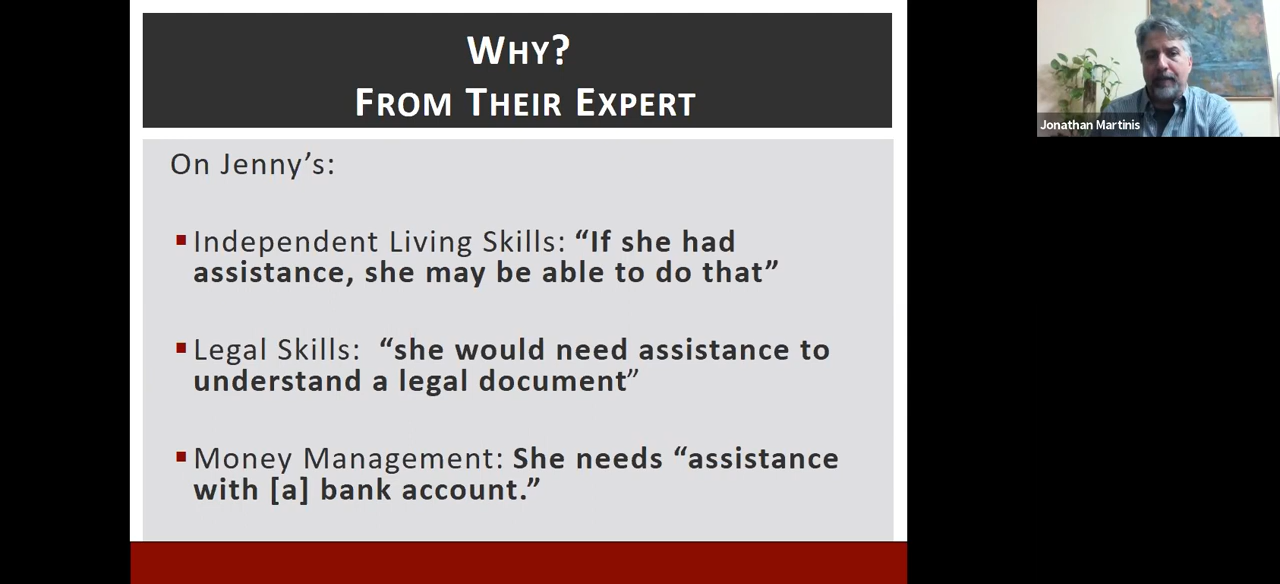 WHY?
FROM THEIR EXPERT
On Jenny’s:
Independent Living Skills: “If she had
assistance, she may be able to do that”
Legal Skills:  “she would need assistance to
understand a legal document”
Money Management: She needs “assistance
with [a] bank account.”
Jonathan Martinis